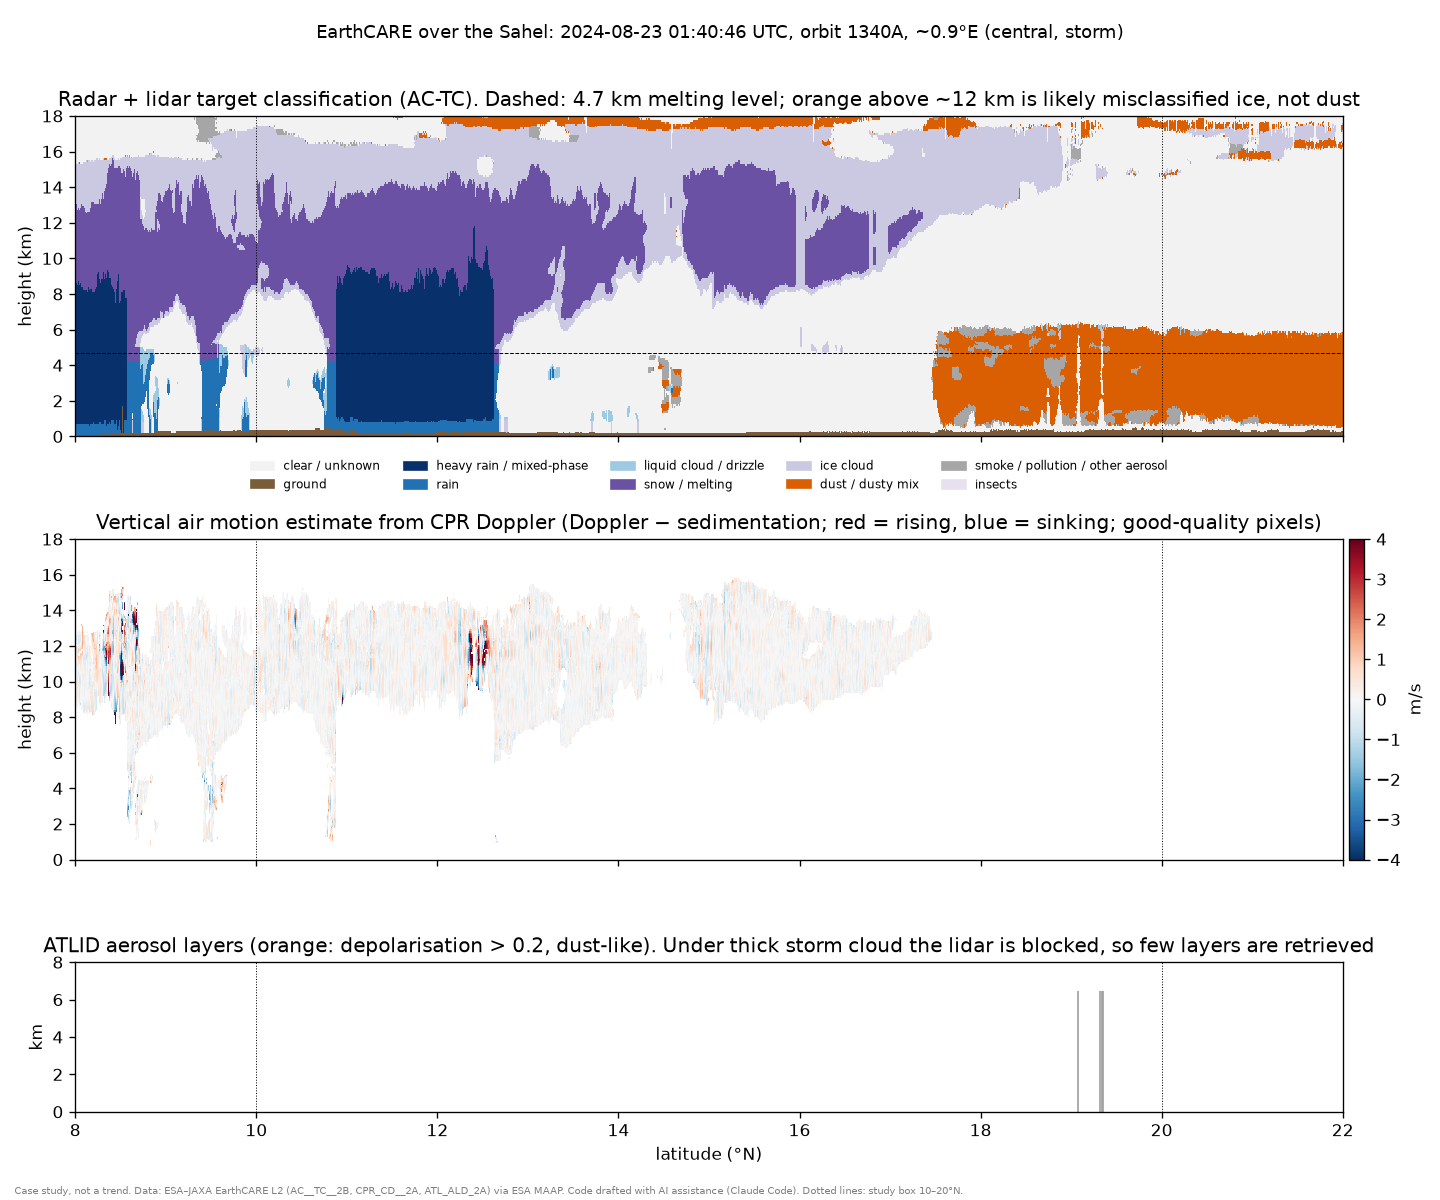 EarthCARE over the Sahel: 2024-08-23 01:40:46 UTC, orbit 1340A, ~0.9°E (central, storm)
Radar + lidar target classification (AC-TC). Dashed: 4.7 km melting level; orange above ~12 km is likely misclassified ice, not dust
18
16
14
12
10
8
6
4
2
0
height (km)
clear / unknown
heavy rain / mixed-phase
liquid cloud / drizzle
ice cloud
smoke / pollution / other aerosol
ground
rain
snow / melting
dust / dusty mix
insects
Vertical air motion estimate from CPR Doppler (Doppler − sedimentation; red = rising, blue = sinking; good-quality pixels)
18
16
14
12
10
8
6
4
2
0
height (km)
4
3
2
1
0
−1
−2
−3
−4
m/s
ATLID aerosol layers (orange: depolarisation > 0.2, dust-like). Under thick storm cloud the lidar is blocked, so few layers are retrieved
8
6
4
2
0
km
8 10 12 14 16 18 20 22
latitude (°N)
Case study, not a trend. Data: ESA–JAXA EarthCARE L2 (AC__TC__2B, CPR_CD__2A, ATL_ALD_2A) via ESA MAAP. Code drafted with AI assistance (Claude Code). Dotted lines: study box 10–20°N.